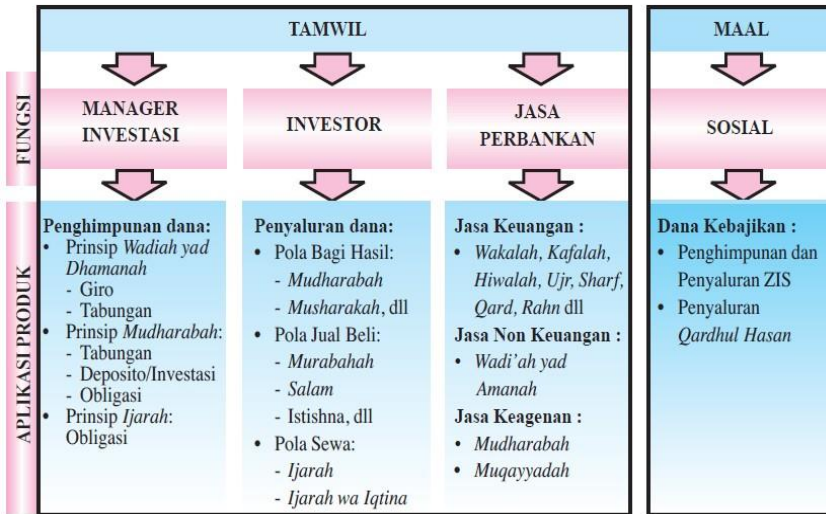 TAMWIL
MAAL
FUNGSI
MANAGER
INVESTASI
INVESTOR
JASA
PERBANKAN
SOSIAL
APLIKASI PRODUK
Penghimpunan dana:
• Prinsip Wadiah yad
Dhamanah
- Giro
- Tabungan
• Prinsip Mudharabah:
- Tabungan
- Deposito/Investasi
- Obligasi
• Prinsip Ijarah:
Obligasi
Penyaluran dana:
• Pola Bagi Hasil:
- Mudharabah
- Musharakah, dll
• Pola Jual Beli:
- Murabahah
- Salam
- Istishna, dll
• Pola Sewa:
- Ijarah
- Ijarah wa Iqtina
Jasa Keuangan :
• Wakalah, Kafalah,
Hiwalah, Ujr, Sharf,
Qard, Rahn dll
Jasa Non Keuangan :
• Wadi’ah yad
Amanah
Jasa Keagenan :
• Mudharabah
• Muqayyadah
Dana Kebajikan :
• Penghimpunan dan
Penyaluran ZIS
• Penyaluran
Qardhul Hasan